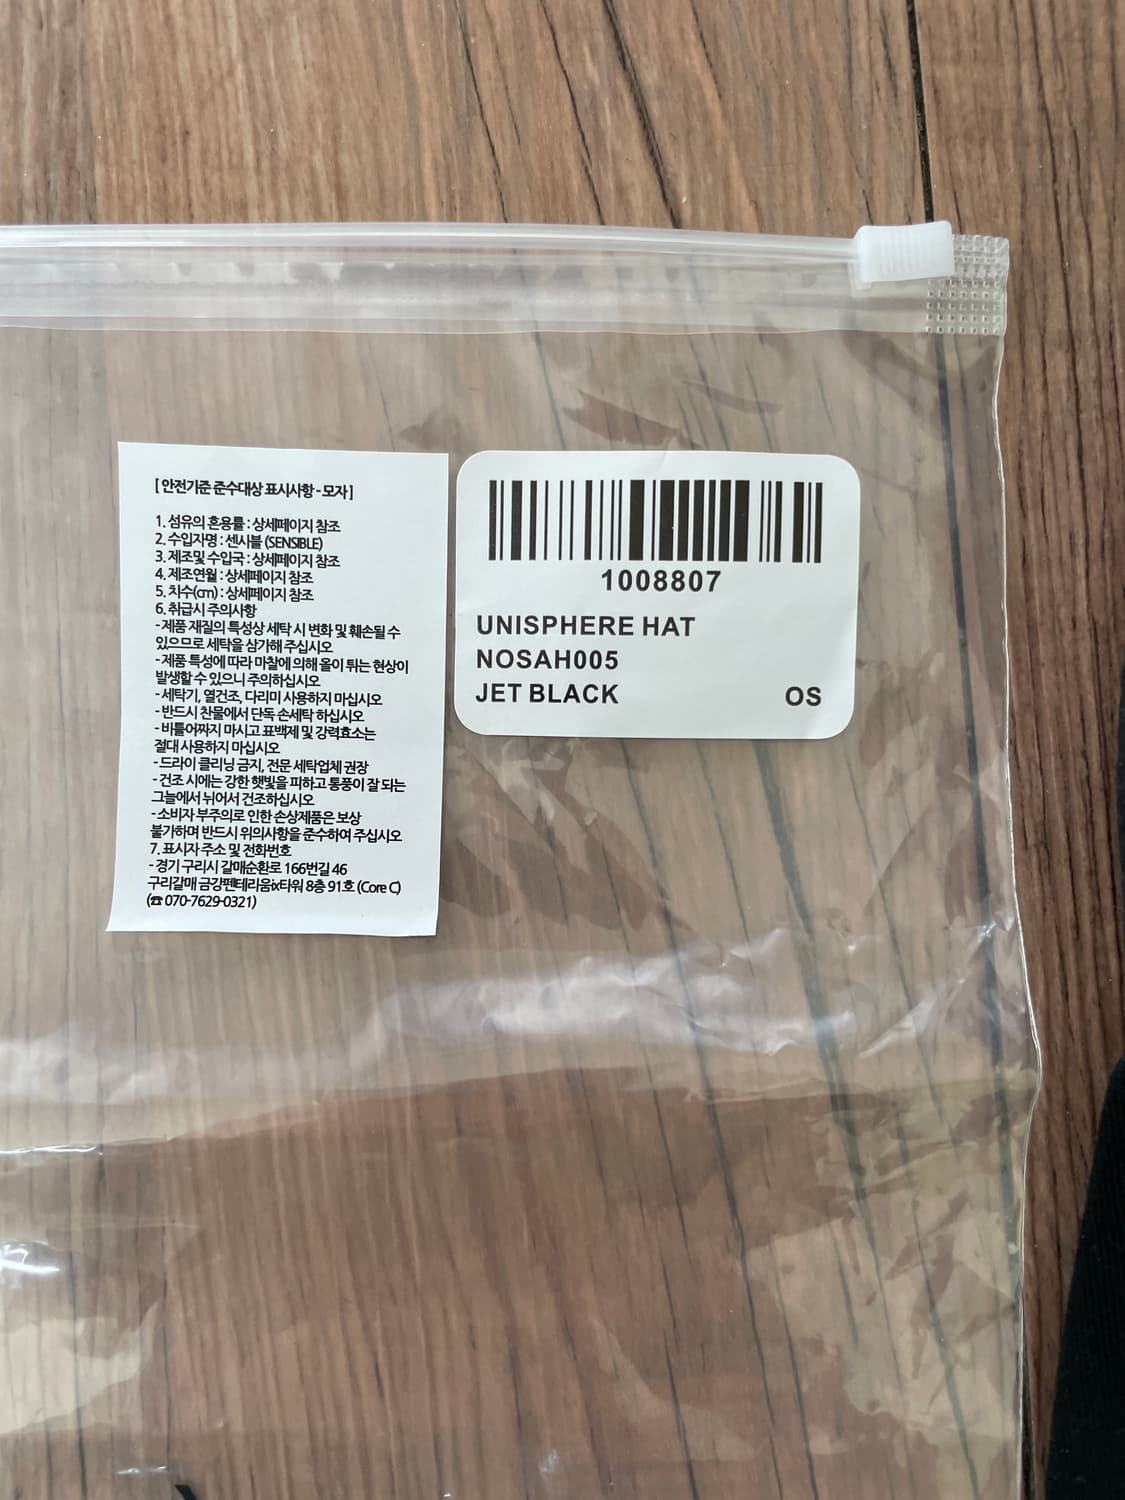 [ 안전기준 준수대상 표시사항 - 모자 ]
1. 섬유의 혼용률 : 상세페이지 참조
2. 수입자명 : 센시블 (SENSIBLE)
3. 제조및 수입국 : 상세페이지 참조
4. 제조연월 : 상세페이지 참조
5. 치수(cm) : 상세페이지 참조
6. 취급시 주의사항
- 제품 재질의 특성상 세탁 시 변화 및 훼손될 수
있으므로 세탁을 삼가해 주십시오
- 제품 특성에 따라 마찰에 의해 올이 튀는 현상이
발생할 수 있으니 주의하십시오
- 세탁기, 열건조, 다리미 사용하지 마십시오
- 반드시 찬물에서 단독 손세탁 하십시오
- 비틀어짜지 마시고 표백제 및 강력효소는
절대 사용하지 마십시오
- 드라이 클리닝 금지, 전문 세탁업체 권장
- 건조 시에는 강한 햇빛을 피하고 통풍이 잘 되는
그늘에서 뉘어서 건조하십시오
- 소비자 부주의로 인한 손상제품은 보상
불가하며 반드시 위의사항을 준수하여 주십시오
7. 표시자 주소 및 전화번호
- 경기 구리시 갈매순환로 166번길 46
구리갈매 금강펜테리움ix타워 8층 91호 (Core C)
(☎ 070-7629-0321)
1008807
UNISPHERE HAT
NOSAH005
JET BLACK OS